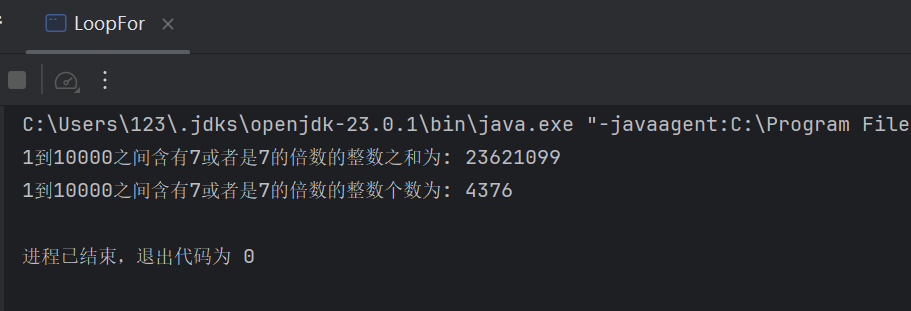 LoopFor
C:\Users\123\.jdks\openjdk-23.0.1\bin\java.exe "-javaagent:C:\Program File
1到10000之间含有7或者是7的倍数的整数之和为: 23621099
1到10000之间含有7或者是7的倍数的整数个数为: 4376
进程已结束，退出代码为 0